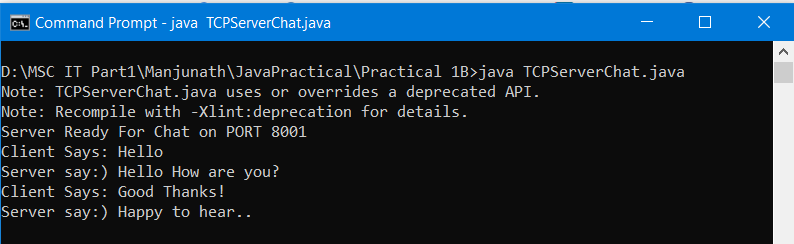 Command Prompt - java  TCPServerChat.java
D:\MSC IT Part1\Manjunath\JavaPractical\Practical 1B>java TCPServerChat.java
Note: TCPServerChat.java uses or overrides a deprecated API.
Note: Recompile with -Xlint:deprecation for details.
Server Ready For Chat on PORT 8001
Client Says: Hello
Server say:) Hello How are you?
Client Says: Good Thanks!
Server say:) Happy to hear..